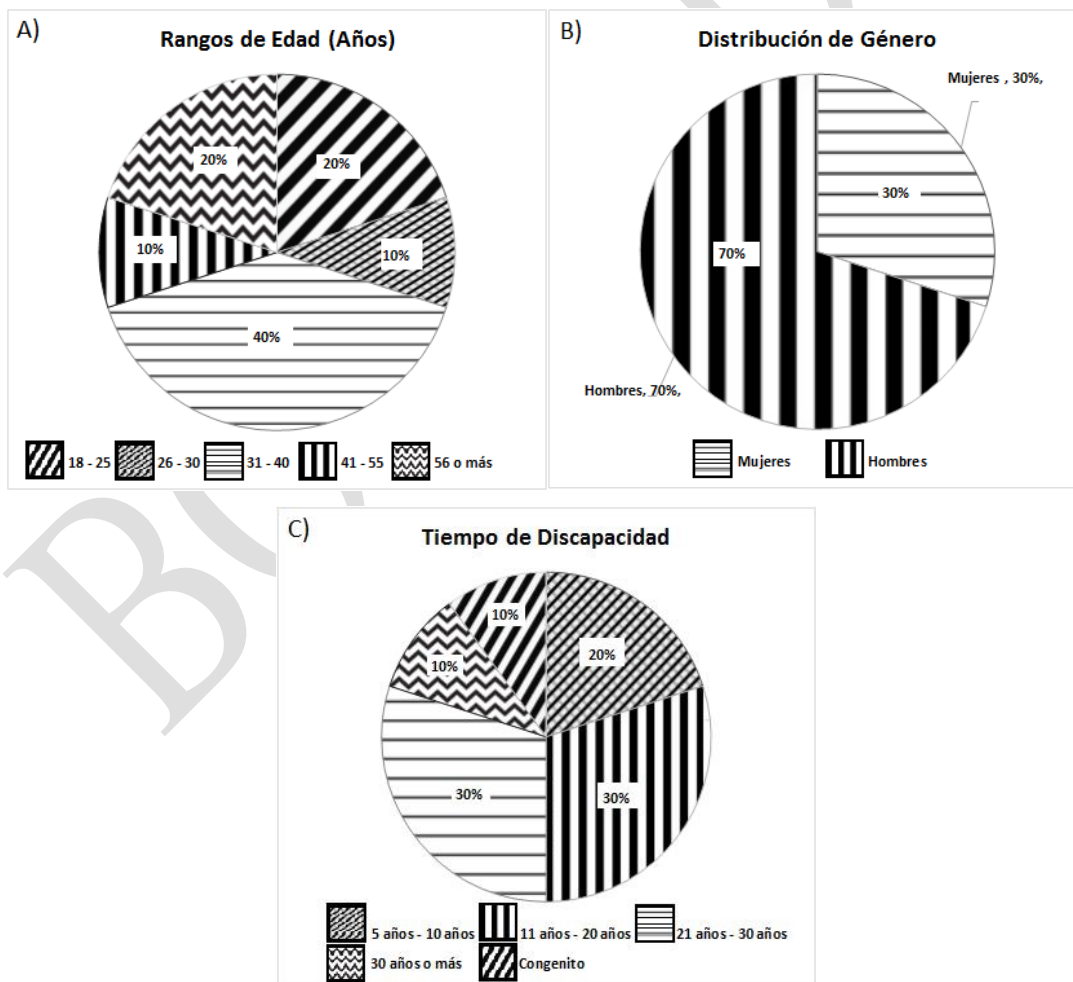 A)
Rangos de Edad (Años)
20%
20%
10%
10%
40%
18 - 25
26 - 30
31 - 40
41 - 55
56 o más
B)
Distribución de Género
Mujeres , 30%,
30%
70%
Hombres, 70%,
Mujeres
Hombres
C)
Tiempo de Discapacidad
10%
20%
10%
30%
30%
5 años - 10 años
11 años - 20 años
21 años - 30 años
30 años o más
Congenito